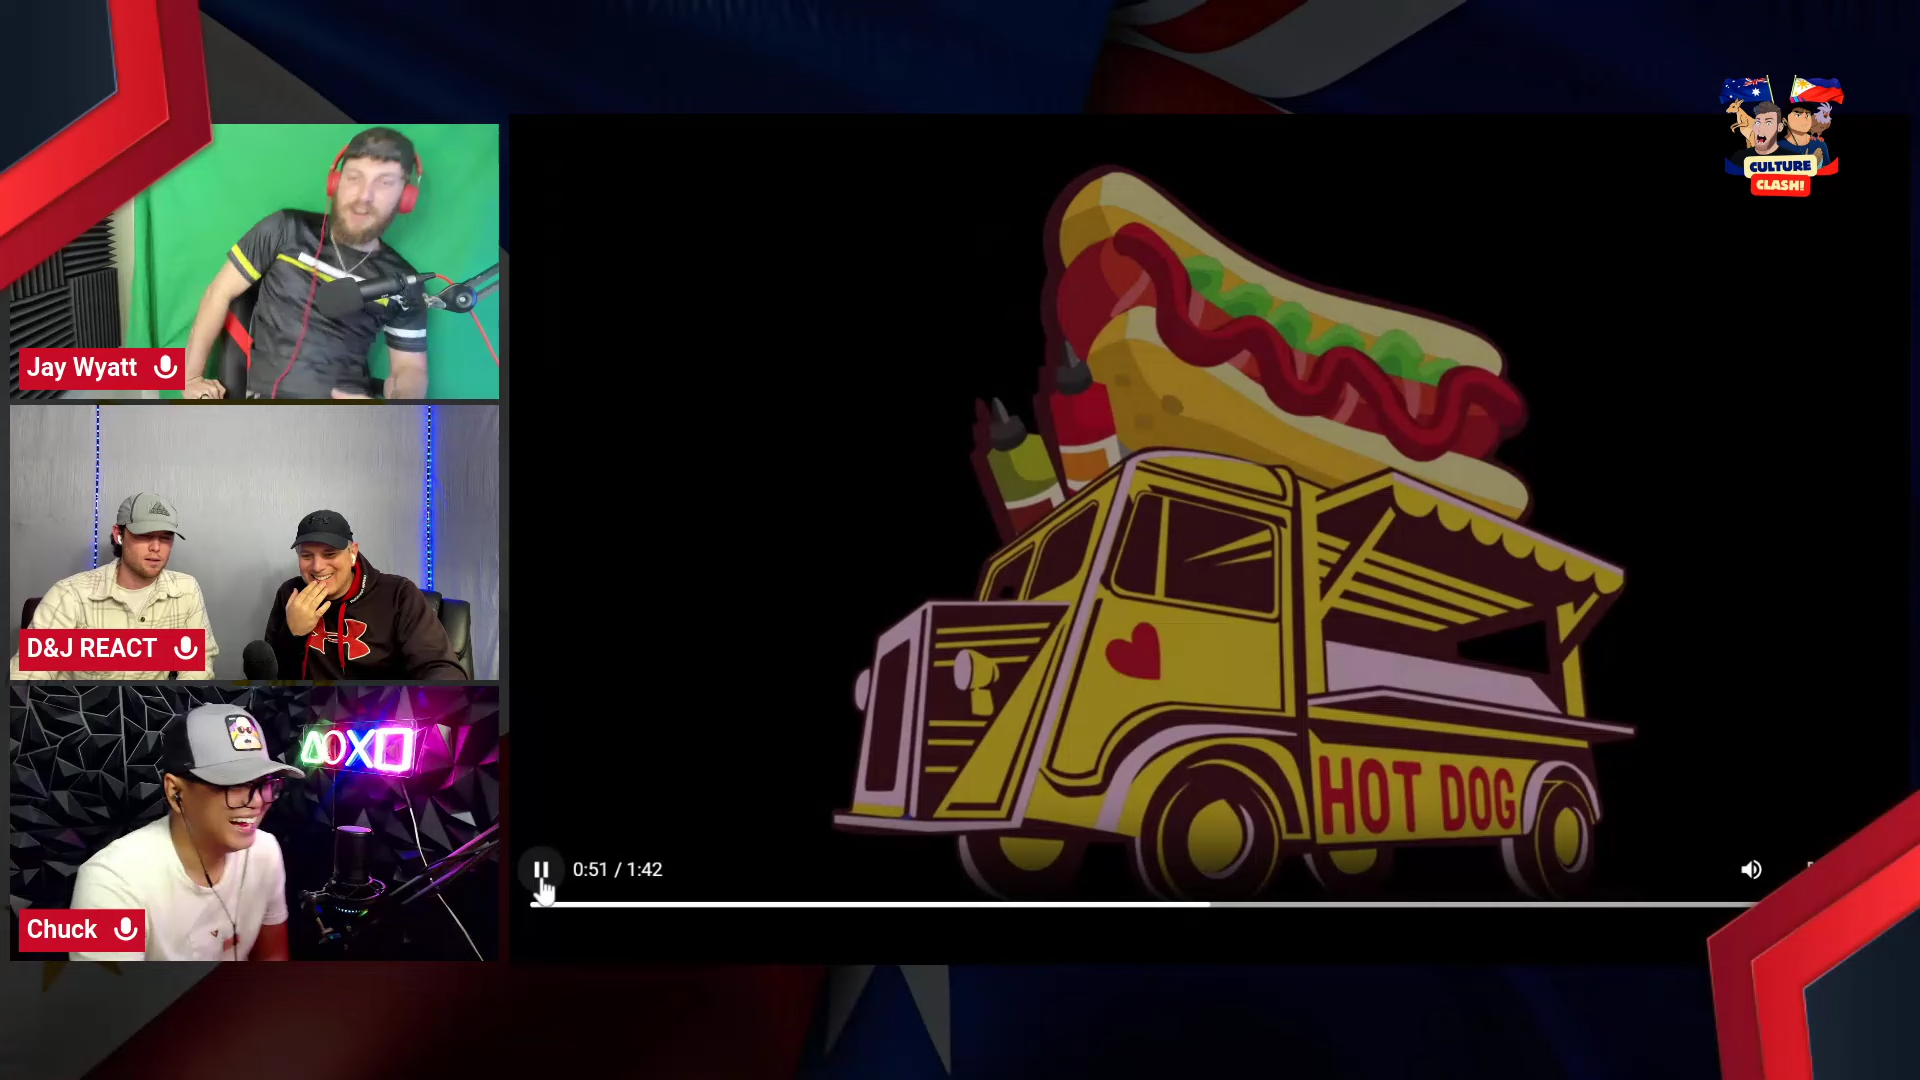 CULTURE
CLASH!
Jay Wyatt
D&J REACT
Chuck
HOT DOG
0:51 / 1:42